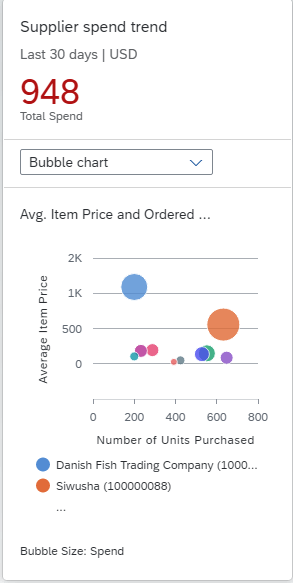 Supplier spend trend
Last 30 days | USD
948
Total Spend
Bubble chart
Avg. Item Price and Ordered ...
2K
1K
500
0
Average Item Price
0 200 400 600 800
Number of Units Purchased
Danish Fish Trading Company (1000...
Siwusha (100000088)
...
Bubble Size: Spend